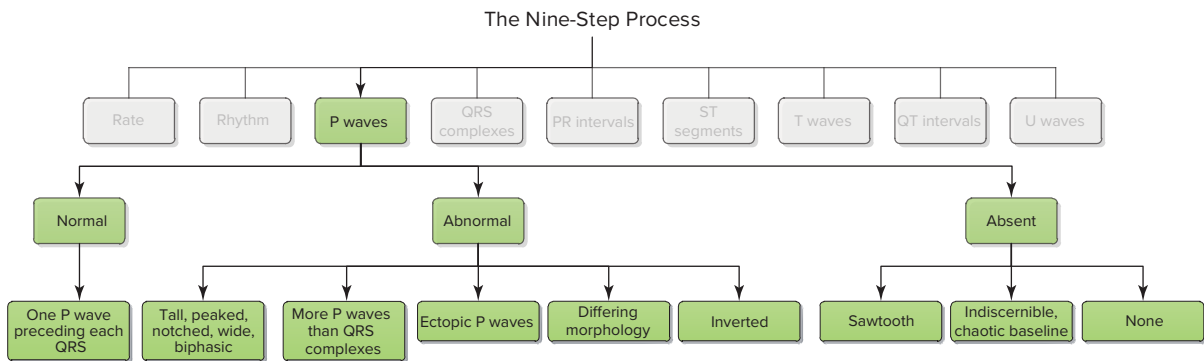 The Nine-Step Process
Rate
Rhythm
P waves
QRS
complexes
PR intervals
ST
segments
T waves
QT intervals
U waves
Normal
Abnormal
Absent
One P wave
preceding each
QRS
Tall, peaked,
notched, wide,
biphasic
More P waves
than QRS
complexes
Ectopic P waves
Differing
morphology
Inverted
Sawtooth
Indiscernible,
chaotic baseline
None